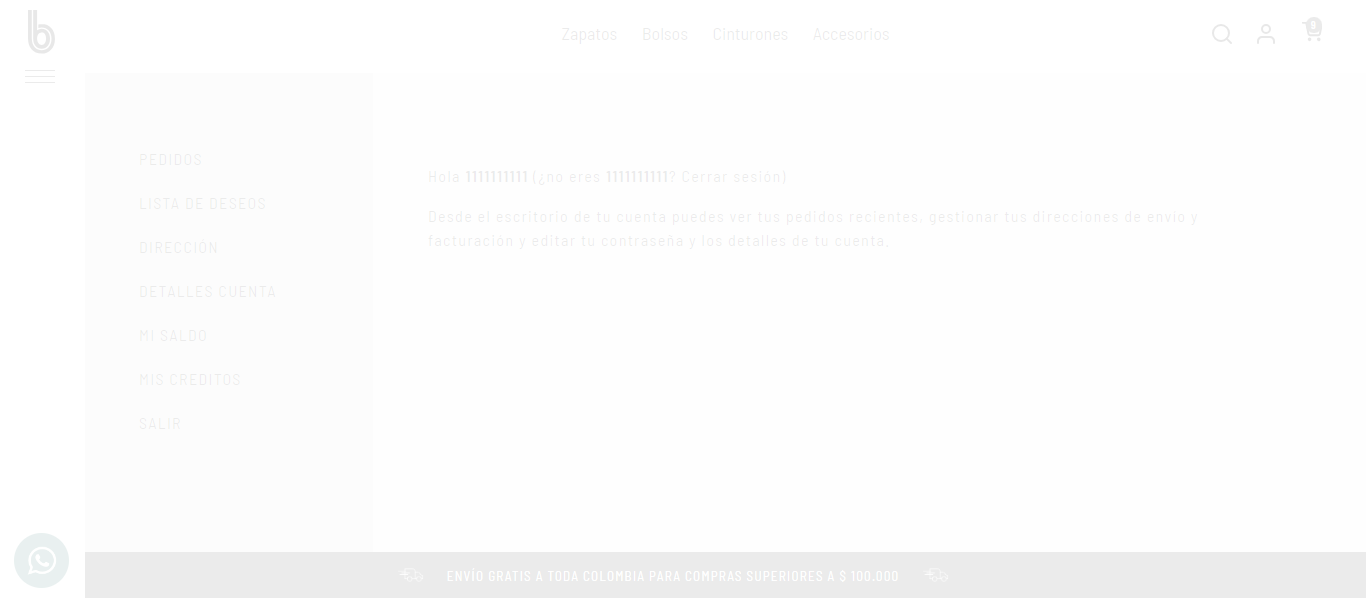 b
Zapatos Bolsos Cinturones Accesorios
0
PEDIDOS
LISTA DE DESEOS
DIRECCIÓN
DETALLES CUENTA
MI SALDO
MIS CREDITOS
SALIR
Hola 1111111111 (¿no eres 1111111111? Cerrar sesión)
Desde el escritorio de tu cuenta puedes ver tus pedidos recientes, gestionar tus direcciones de envío y
facturación y editar tu contraseña y los detalles de tu cuenta.
ENVÍO GRATIS A TODA COLOMBIA PARA COMPRAS SUPERIORES A $ 100.000